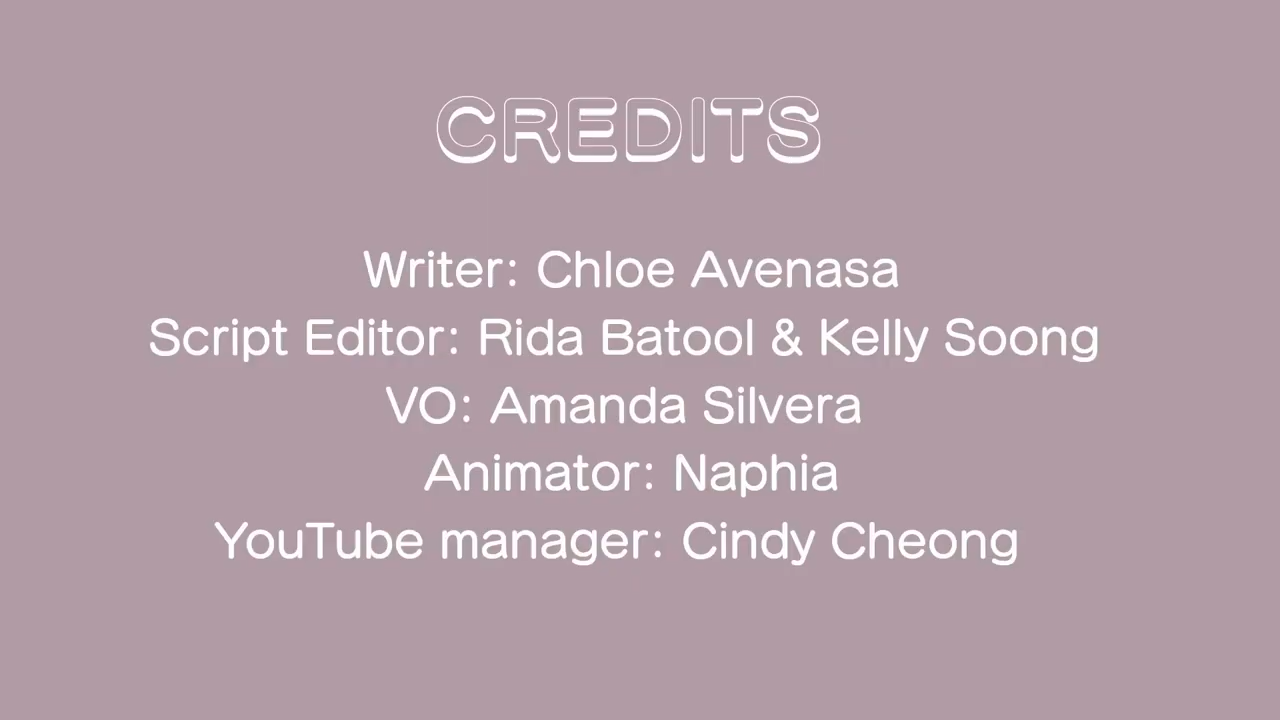 CREDITS
Writer: Chloe Avenasa
Script Editor: Rida Batool & Kelly Soong
VO: Amanda Silvera
Animator: Naphia
YouTube manager: Cindy Cheong